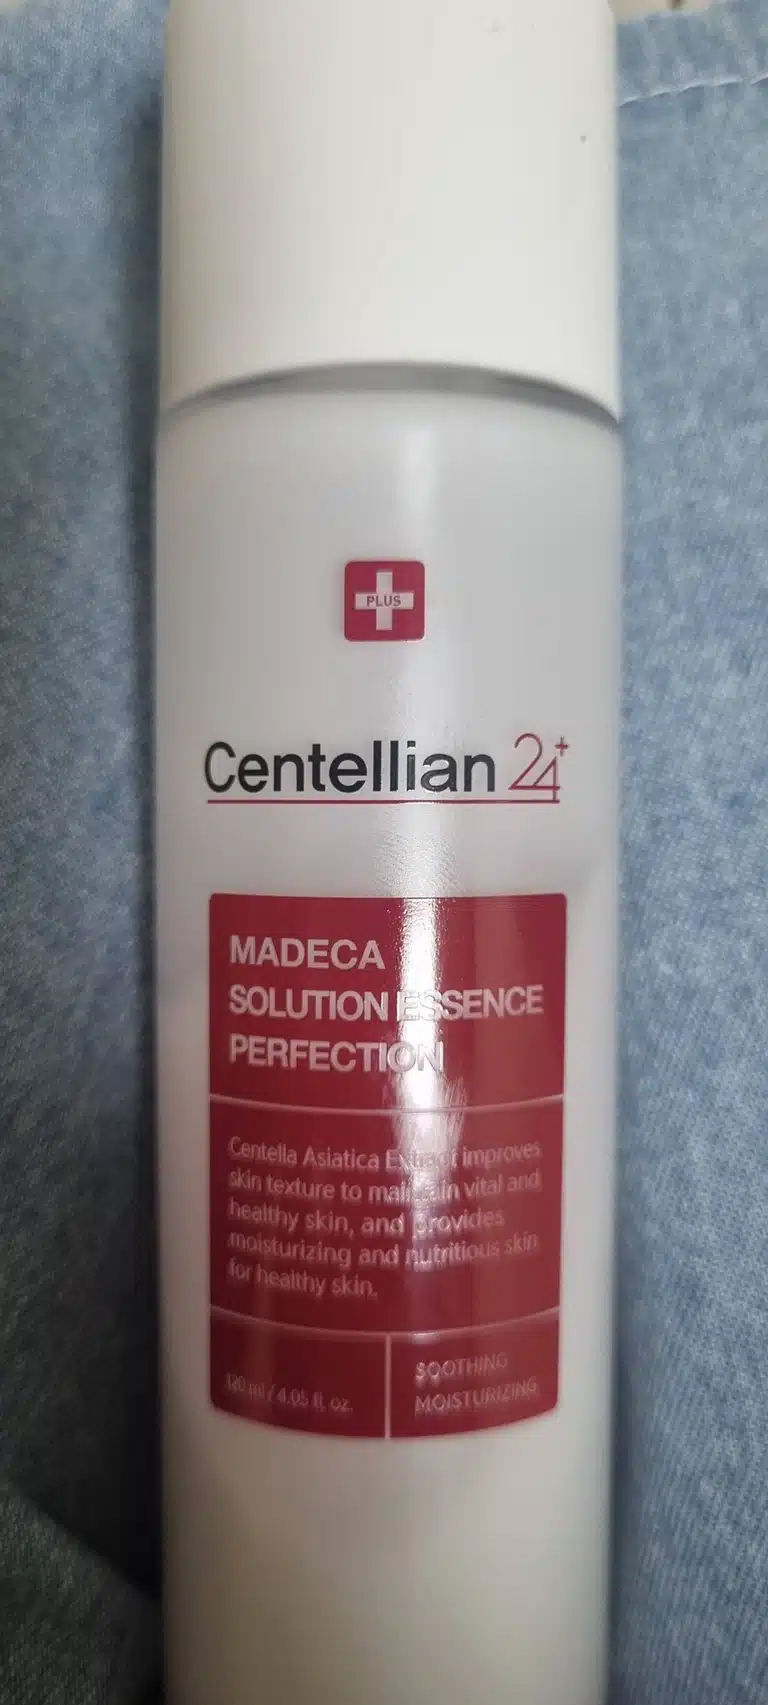 PLUS
Centellian 24+
MADECA
SOLUTION ESSENCE
PERFECTION
Centella Asiatica Extract improves
skin texture to maintain vital and
healthy skin, and provides
moisturizing and nutritious skin
for healthy skin.
120 ml / 4.05 fl. oz.
SOOTHING
MOISTURIZING